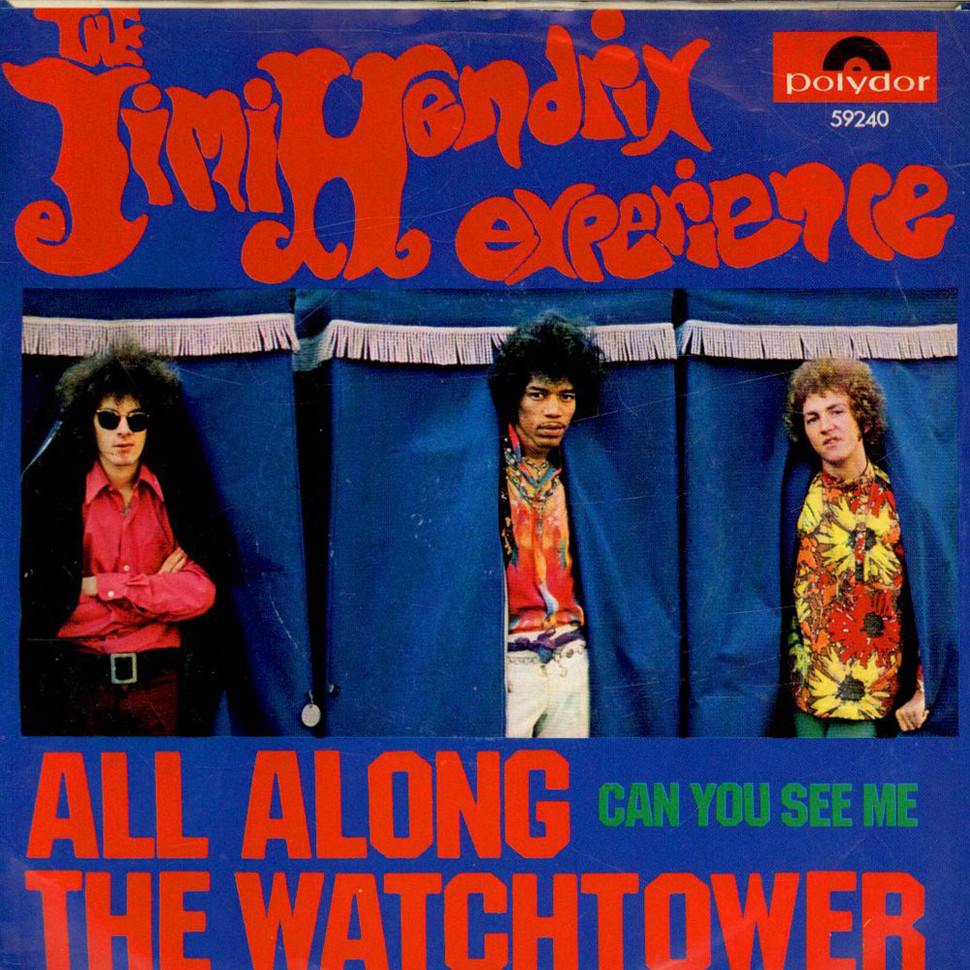 THE
Jimi Hendrix
experience
polydor
59240
ALL ALONG
CAN YOU SEE ME
THE WATCHTOWER